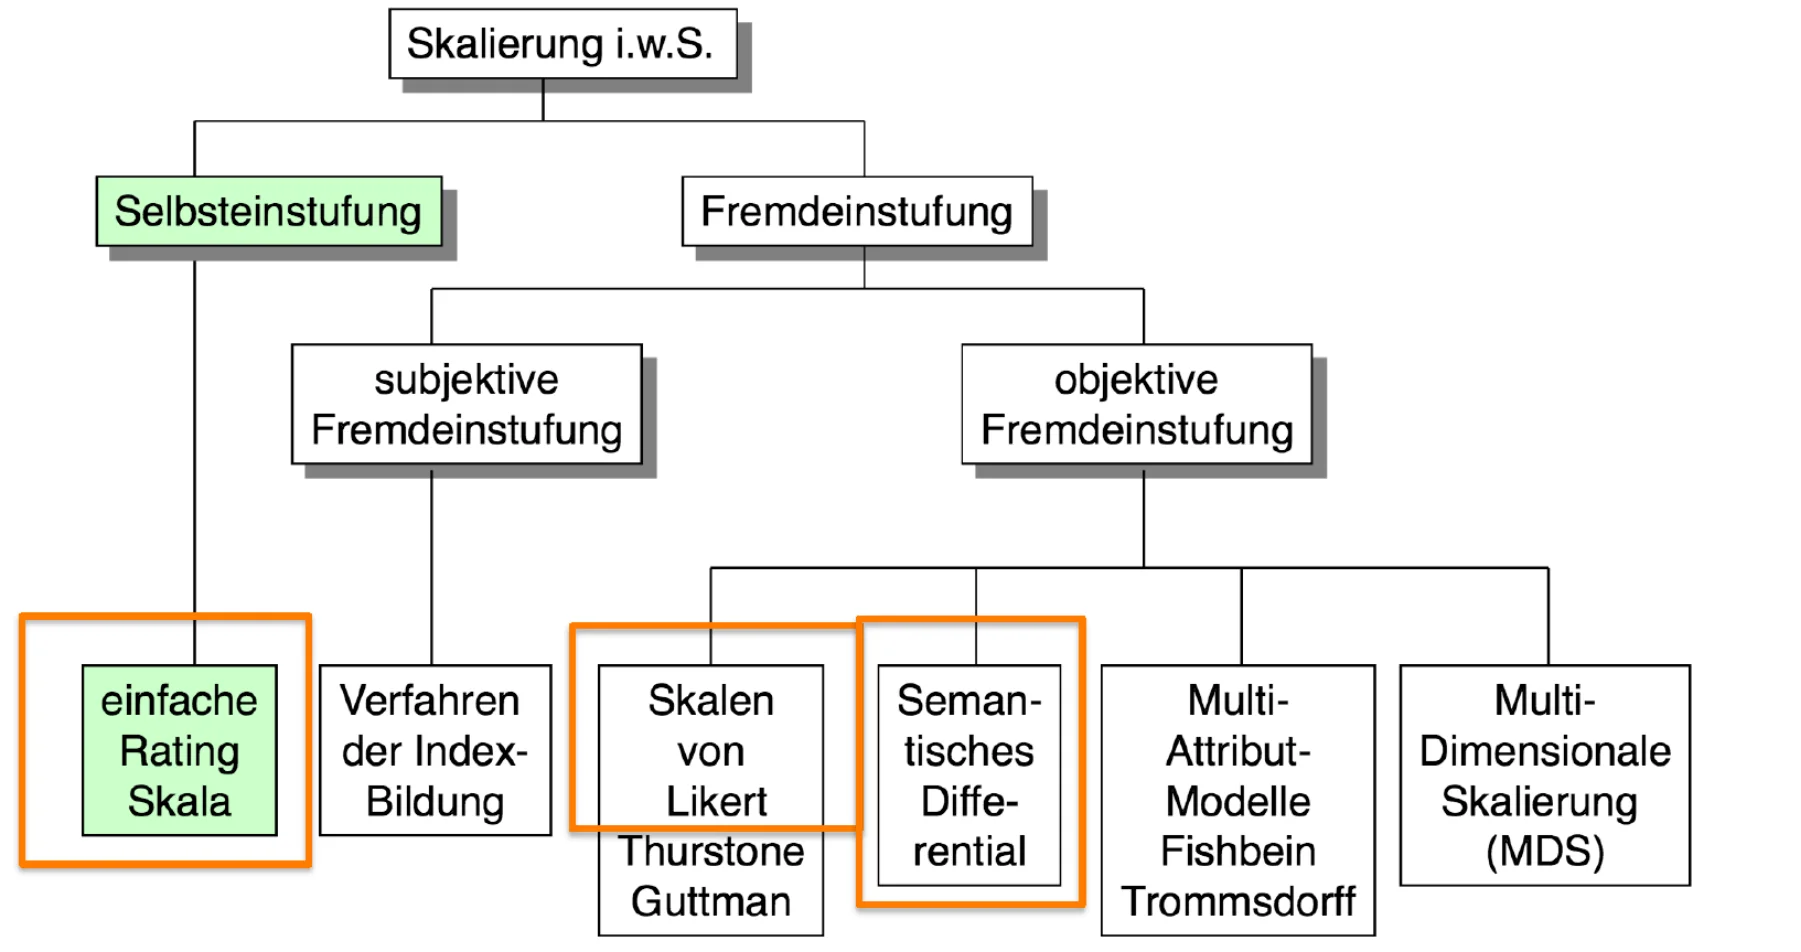 Skalierung i.w.S.
Selbsteinstufung
Fremdeinstufung
subjektive
Fremdeinstufung
objektive
Fremdeinstufung
einfache
Rating
Skala
Verfahren
der Index-
Bildung
Skalen
von
Likert
Thurstone
Guttman
Seman-
tisches
Diffe-
rential
Multi-
Attribut-
Modelle
Fishbein
Trommsdorff
Multi-
Dimensionale
Skalierung
(MDS)